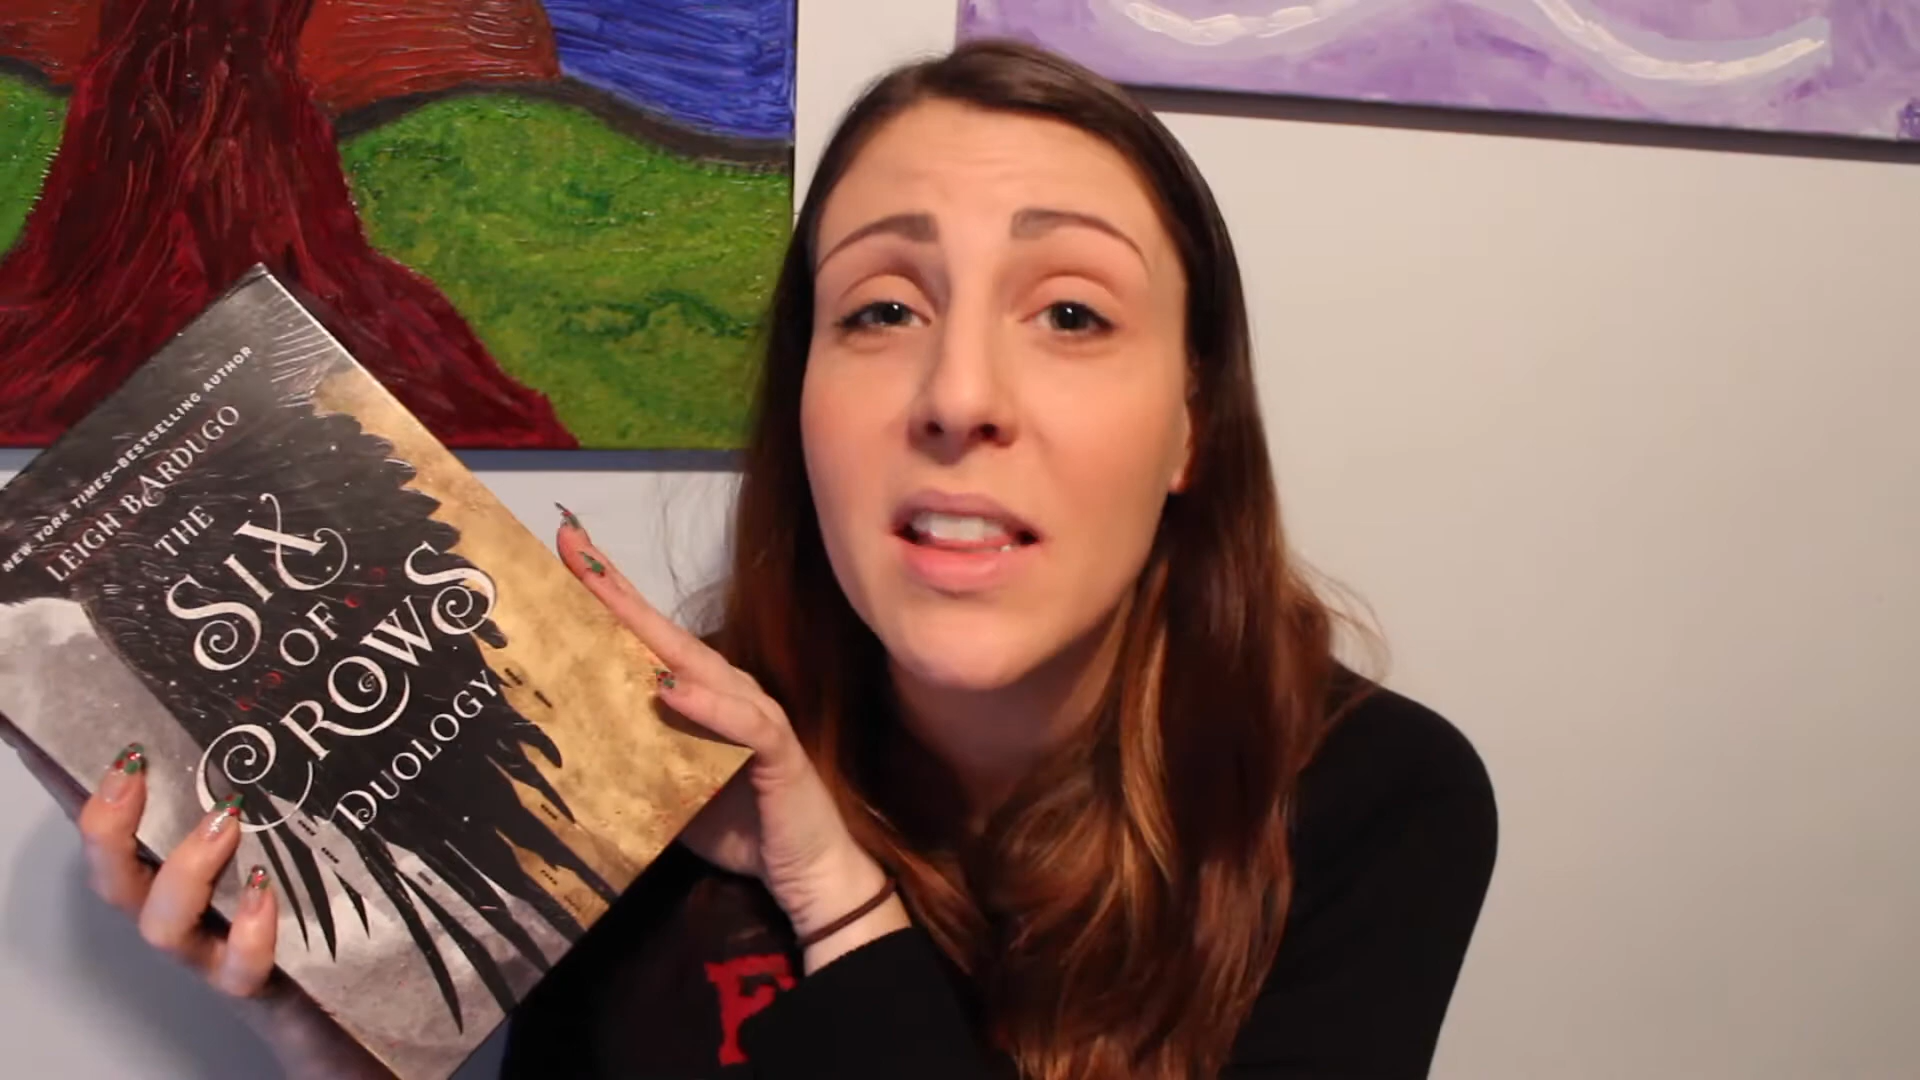 NEW YORK TIMES–BESTSELLING AUTHOR
LEIGH BARDUGO
THE
SIX
OF
CROWS
DUOLOGY
F